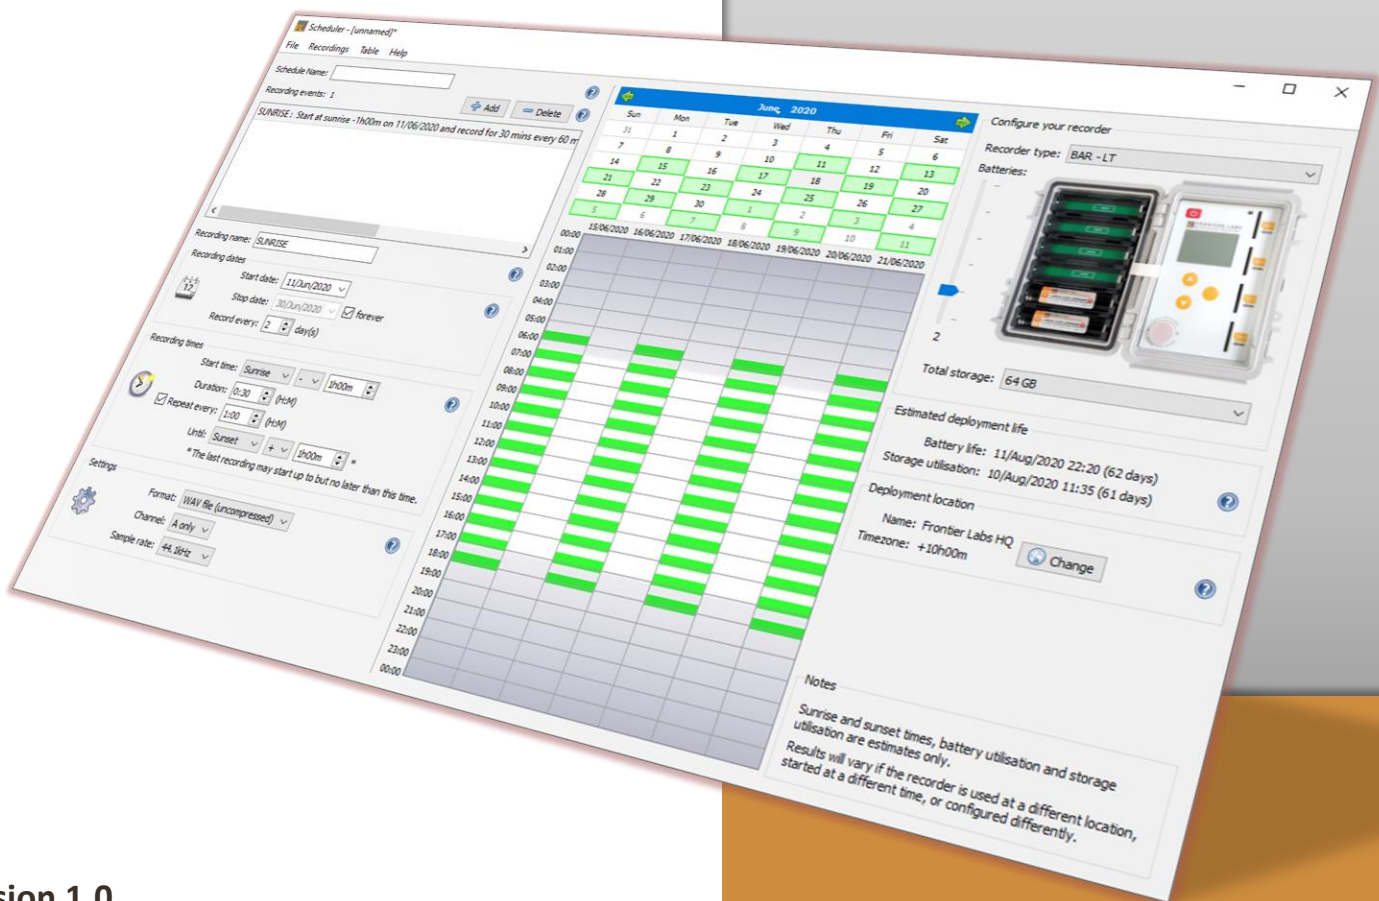 Scheduler - [unnamed]*
File Recordings Table Help
Schedule Name:
Recording events: 1
Add Delete
SUNRISE : Start at sunrise -1h00m on 11/06/2020 and record for 30 mins every 60 m
Recording name: SUNRISE
Recording dates
12
Start date: 11/Jun/2020
Stop date: 30/Jun/2020 forever
Record every: 2 day(s)
Recording times
Start time: Sunrise - 1h00m
Duration: 0:30 (H:M)
Repeat every: 1:00 (H:M)
Until: Sunset + 1h00m *
* The last recording may start up to but no later than this time.
Settings
Format: WAV file (uncompressed)
Channel: A only
Sample rate: 44.1kHz
June, 2020
Sun Mon Tue Wed Thu Fri Sat
31 1 2 3 4 5 6
7 8 9 10 11 12 13
14 15 16 17 18 19 20
21 22 23 24 25 26 27
28 29 30 1 2 3 4
5 6 7 8 9 10 11
15/06/2020 16/06/2020 17/06/2020 18/06/2020 19/06/2020 20/06/2020 21/06/2020
00:00
01:00
02:00
03:00
04:00
05:00
06:00
07:00
08:00
09:00
10:00
11:00
12:00
13:00
14:00
15:00
16:00
17:00
18:00
19:00
20:00
21:00
22:00
23:00
00:00
Configure your recorder
Recorder type: BAR - LT
Batteries:
2
FRONTIER LABS
Total storage: 64 GB
Estimated deployment life
Battery life: 11/Aug/2020 22:20 (62 days)
Storage utilisation: 10/Aug/2020 11:35 (61 days)
Deployment location
Name: Frontier Labs HQ
Timezone: +10h00m
Change
Notes
Sunrise and sunset times, battery utilisation and storage
utilisation are estimates only.
Results will vary if the recorder is used at a different location,
started at a different time, or configured differently.
sion 1.0